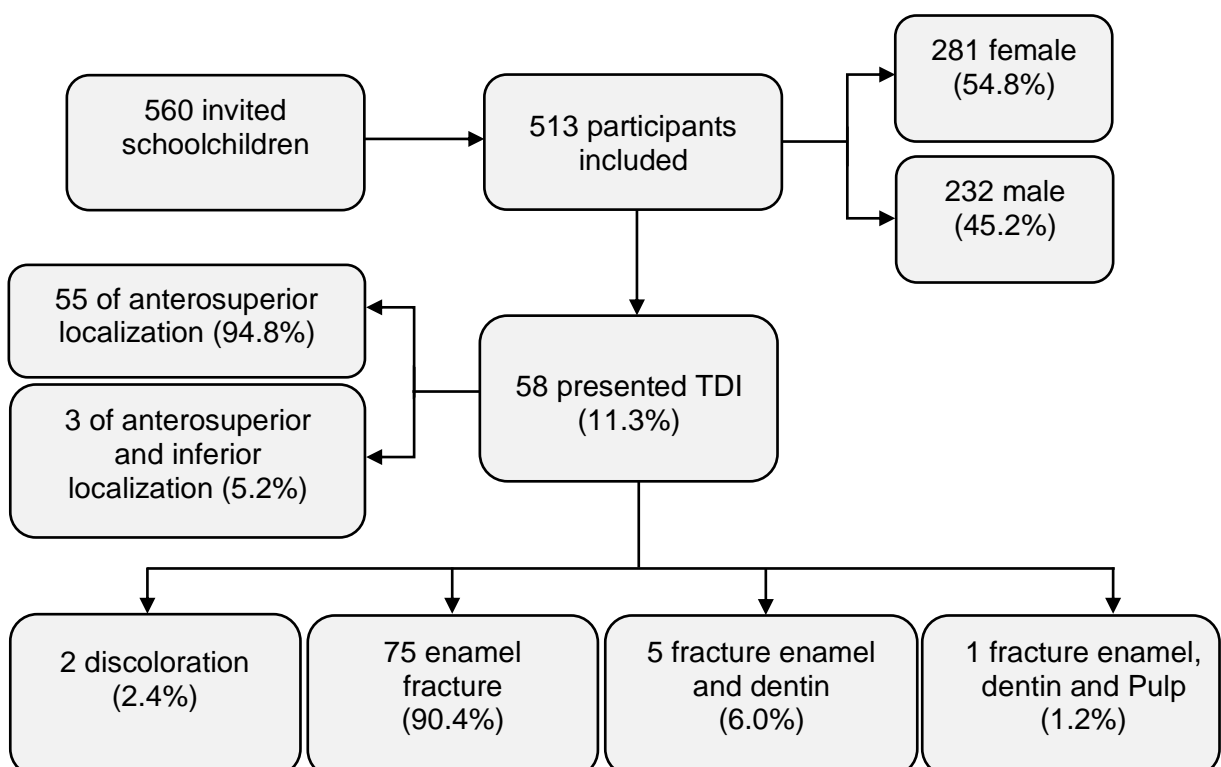 560 invited
schoolchildren
513 participants
included
281 female
(54.8%)
232 male
(45.2%)
55 of anterosuperior
localization (94.8%)
3 of anterosuperior
and inferior
localization (5.2%)
58 presented TDI
(11.3%)
2 discoloration
(2.4%)
75 enamel
fracture
(90.4%)
5 fracture enamel
and dentin
(6.0%)
1 fracture enamel,
dentin and Pulp
(1.2%)